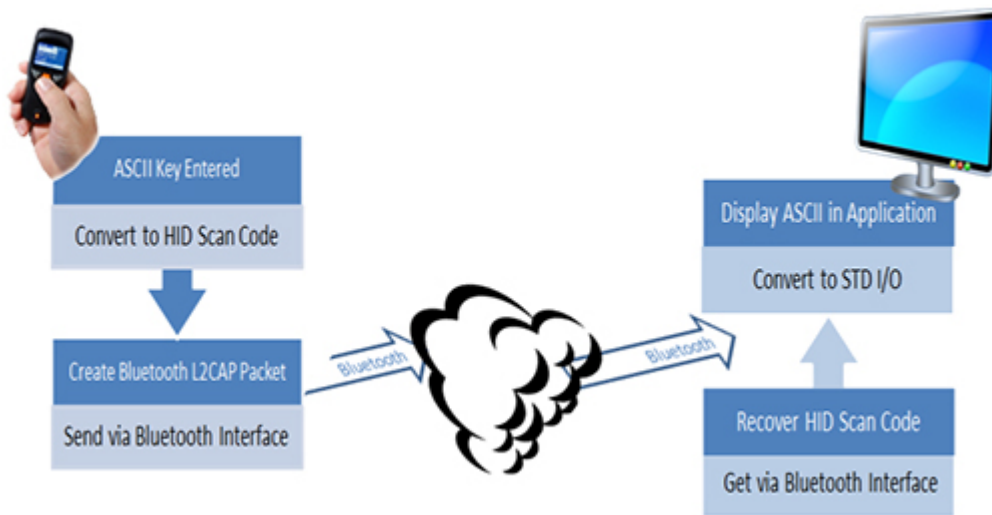 ASCII Key Entered
Convert to HID Scan Code
Create Bluetooth L2CAP Packet
Send via Bluetooth Interface
Bluetooth
Bluetooth
Display ASCII in Application
Convert to STD I/O
Recover HID Scan Code
Get via Bluetooth Interface